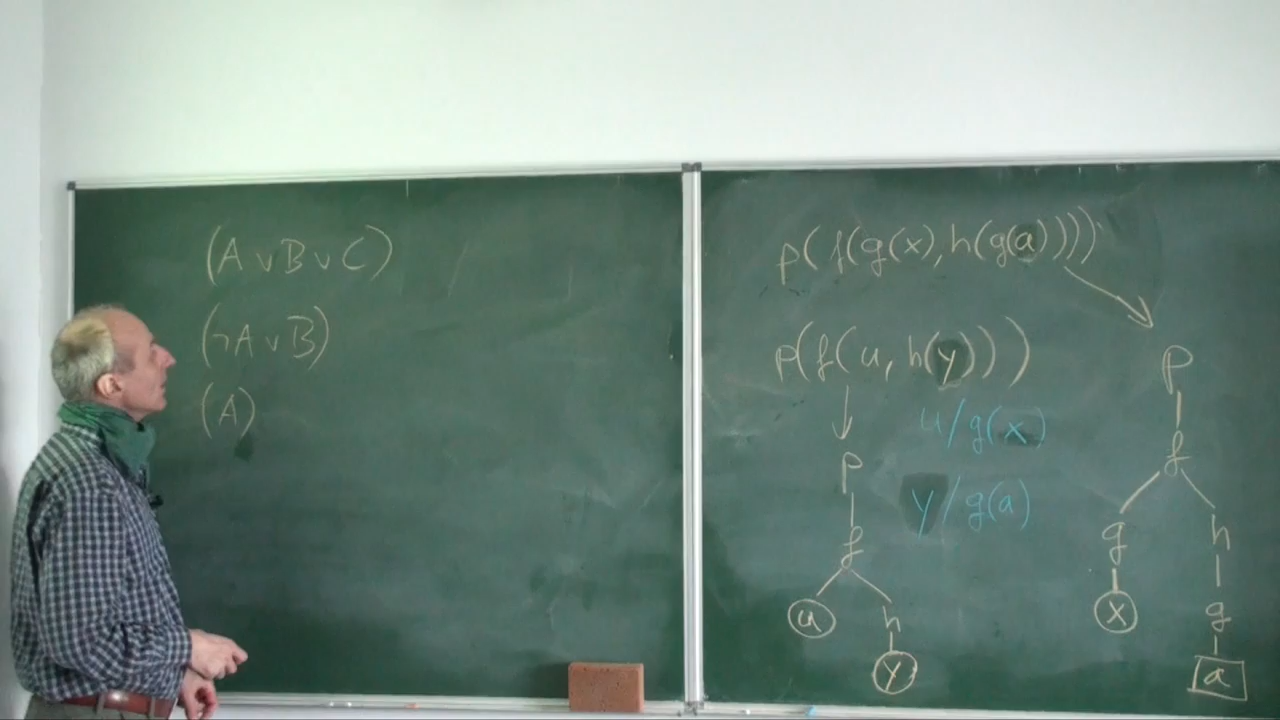 (A ∨ B ∨ C)
(¬A ∨ B)
(A)
p(f(g(x),h(g(a))))
p(f(u, h(y)))
u/g(x)
y/g(a)
p
f
u h
y
p
f
g h
x g
a